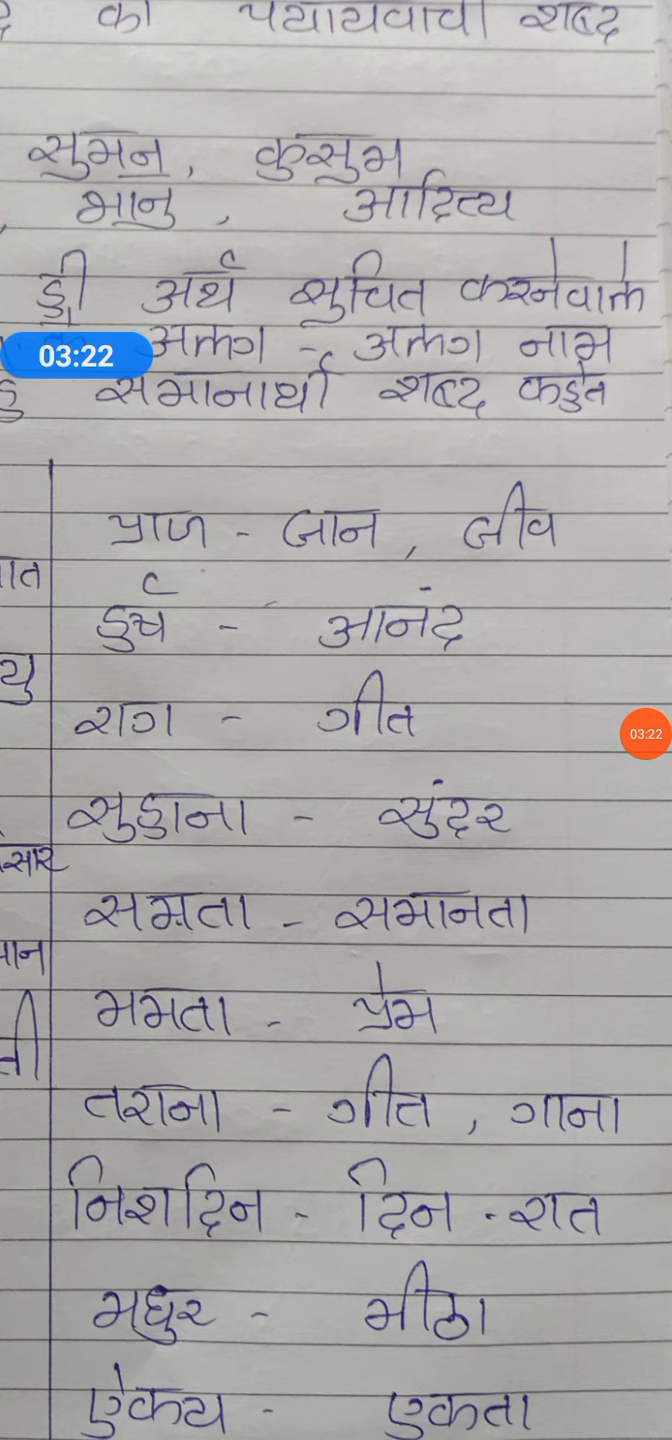 का पर्यायवाची शब्द
सुमन, कुसुम
, भानु, आदित्य
ही अर्थ सुचित करनेवाले
03:22 अलग - अलग नाम
समानार्थी शब्द कहते
प्राण - जान, जीव
हर्ष - आनंद
राग - गीत
03:22
सुहाना - सुंदर
समता - समानता
ममता - प्रेम
तराना - गीत, गाना
निशदिन - दिन - रात
मधुर - मीठा
ऐक्य - एकता